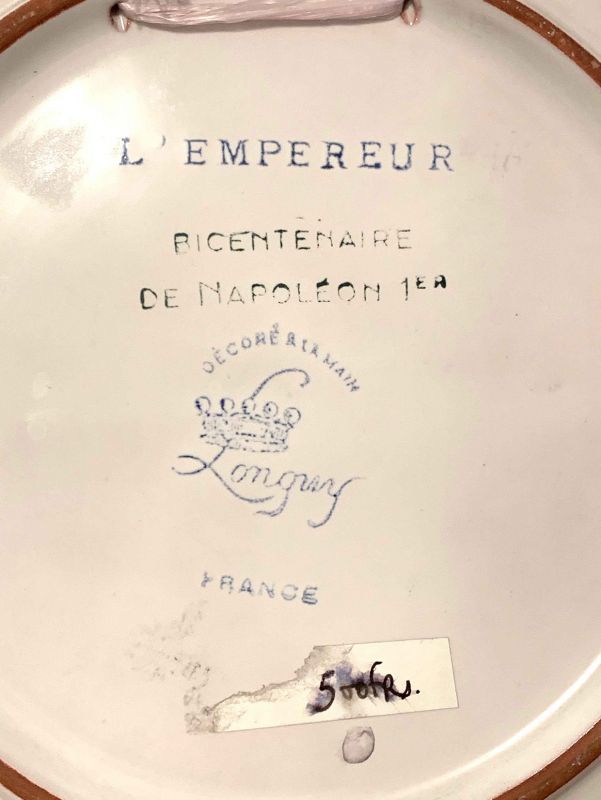 L'EMPEREUR
BICENTENAIRE
DE NAPOLÉON 1ER
DÉCORÉ À LA MAIN
Longwy
FRANCE
500frs.